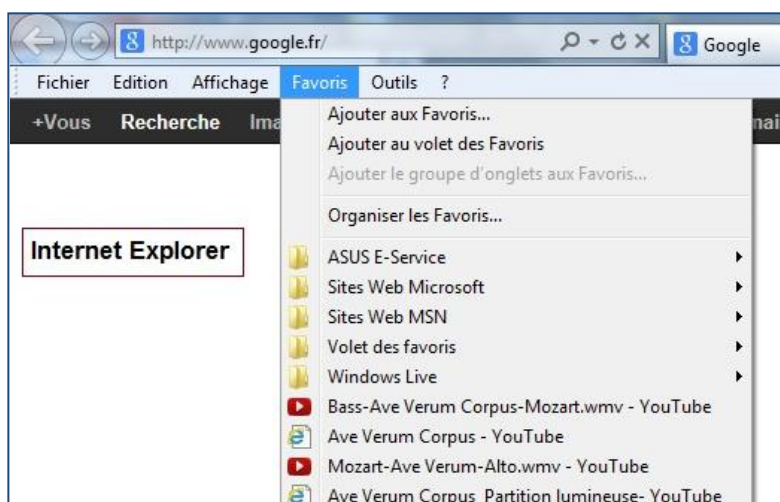 http://www.google.fr/
Google
Fichier Edition Affichage Favoris Outils ?
+Vous Recherche
Ajouter aux Favoris...
Ajouter au volet des Favoris
Ajouter le groupe d'onglets aux Favoris...
Organiser les Favoris...
Internet Explorer
ASUS E-Service
Sites Web Microsoft
Sites Web MSN
Volet des favoris
Windows Live
Bass-Ave Verum Corpus-Mozart.wmv - YouTube
Ave Verum Corpus - YouTube
Mozart-Ave Verum-Alto.wmv - YouTube
Ave Verum Corpus Partition lumineuse- YouTube